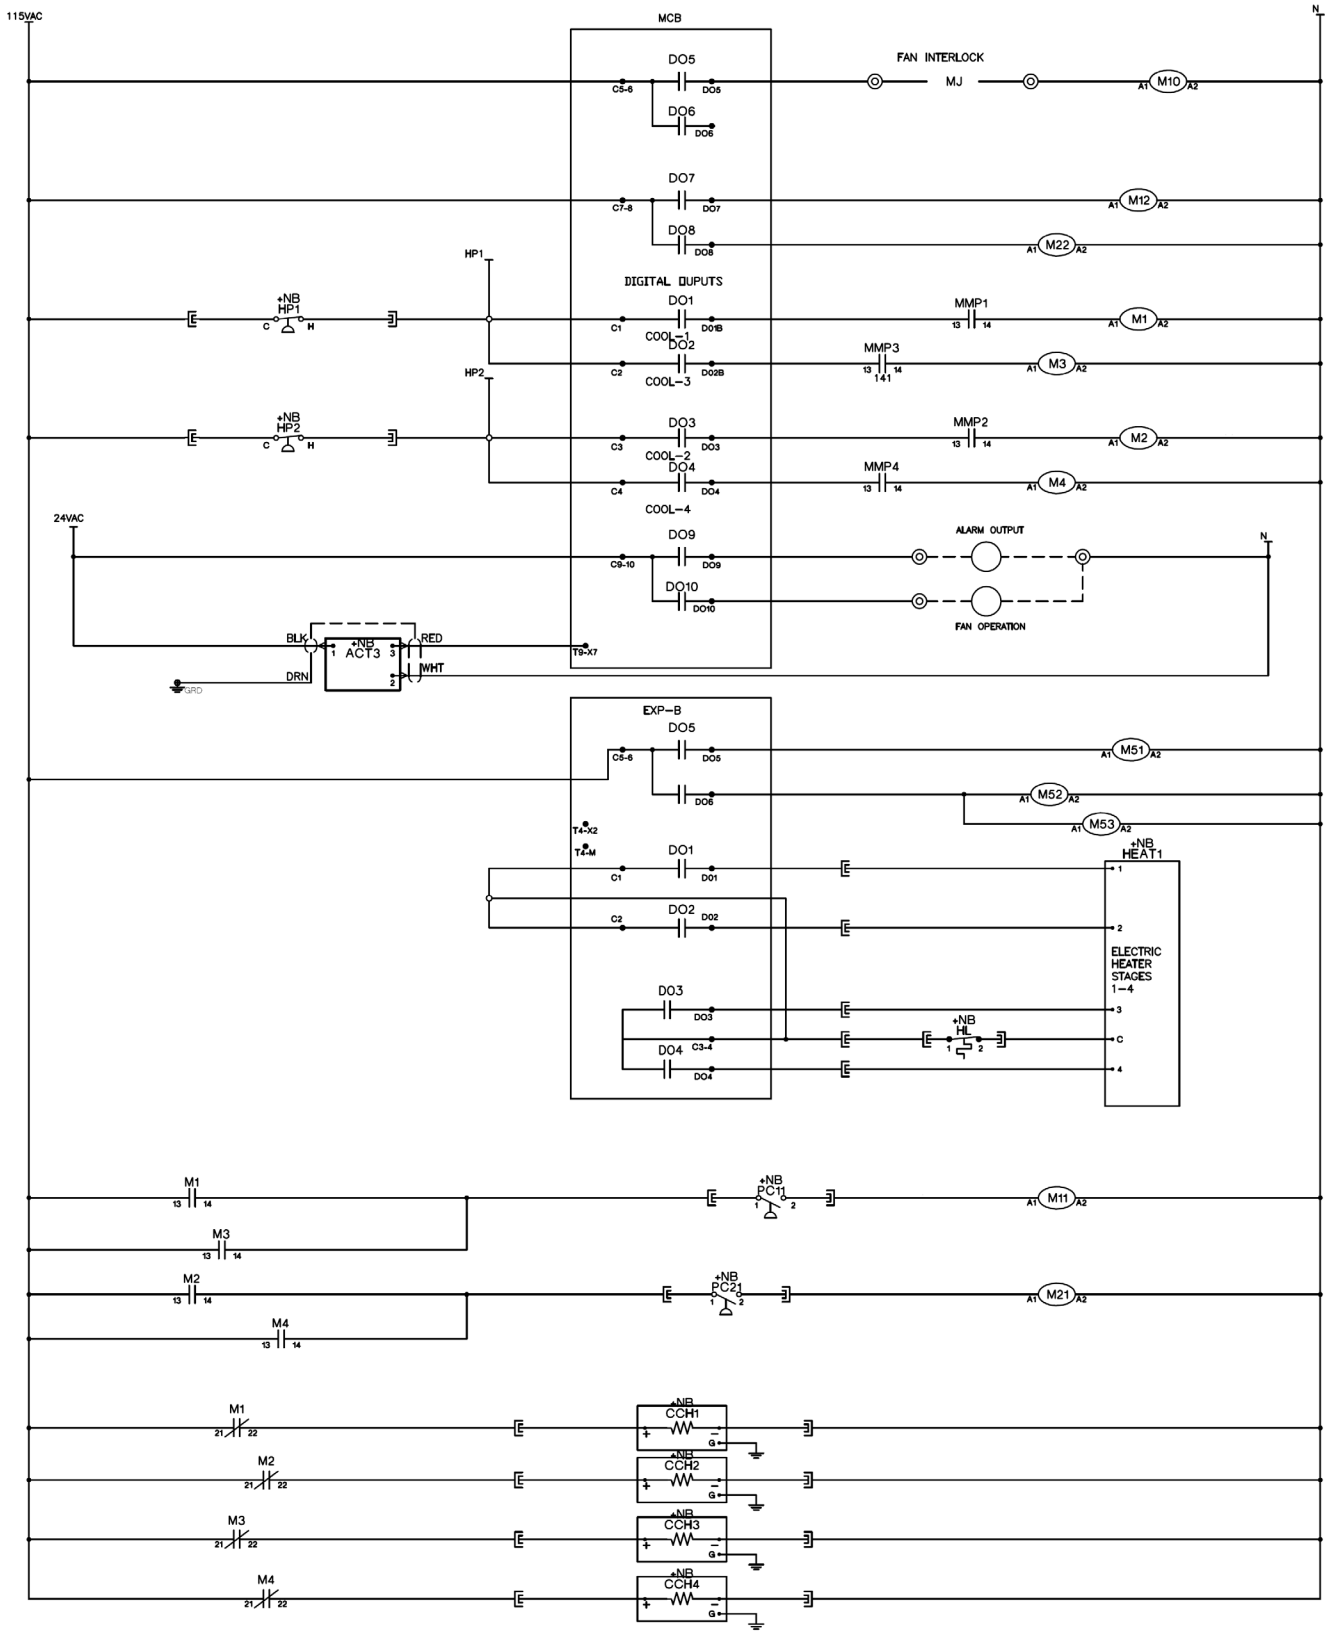 115VAC
N
MCB
DO5
FAN INTERLOCK
C5-6
DO5
MJ
A1 M10 A2
DO6
DO6
DO7
C7-8
DO7
A1 M12 A2
DO8
DO8
A1 M22 A2
HP1
DIGITAL OUPUTS
+NB
HP1
C H
DO1
C1
D01B
MMP1
13 14
A1 M1 A2
COOL-1
DO2
C2
D02B
MMP3
13 14
141
A1 M3 A2
COOL-3
HP2
+NB
HP2
C H
DO3
C3
DO3
MMP2
13 14
A1 M2 A2
COOL-2
DO4
C4
DO4
MMP4
13 14
A1 M4 A2
COOL-4
24VAC
DO9
C9-10
DO9
ALARM OUTPUT
N
DO10
DO10
FAN OPERATION
BLK
+NB
ACT3
1 3
RED
T9-X7
DRN
2
WHT
GRD
EXP-B
DO5
C5-6
DO5
A1 M51 A2
DO6
A1 M52 A2
A1 M53 A2
T4-X2
T4-M
DO1
C1
D01
+NB
HEAT1
1
DO2
C2
D02
2
ELECTRIC
HEATER
STAGES
1-4
DO3
DO3
3
C3-4
+NB
HL
1 2
C
DO4
DO4
4
M1
13 14
+NB
PC11
1 2
A1 M11 A2
M3
13 14
M2
13 14
+NB
PC21
1 2
A1 M21 A2
M4
13 14
M1
21 22
+NB
CCH1
+ -
G
M2
21 22
+NB
CCH2
+ -
G
M3
21 22
+NB
CCH3
+ -
G
M4
21 22
+NB
CCH4
+ -
G